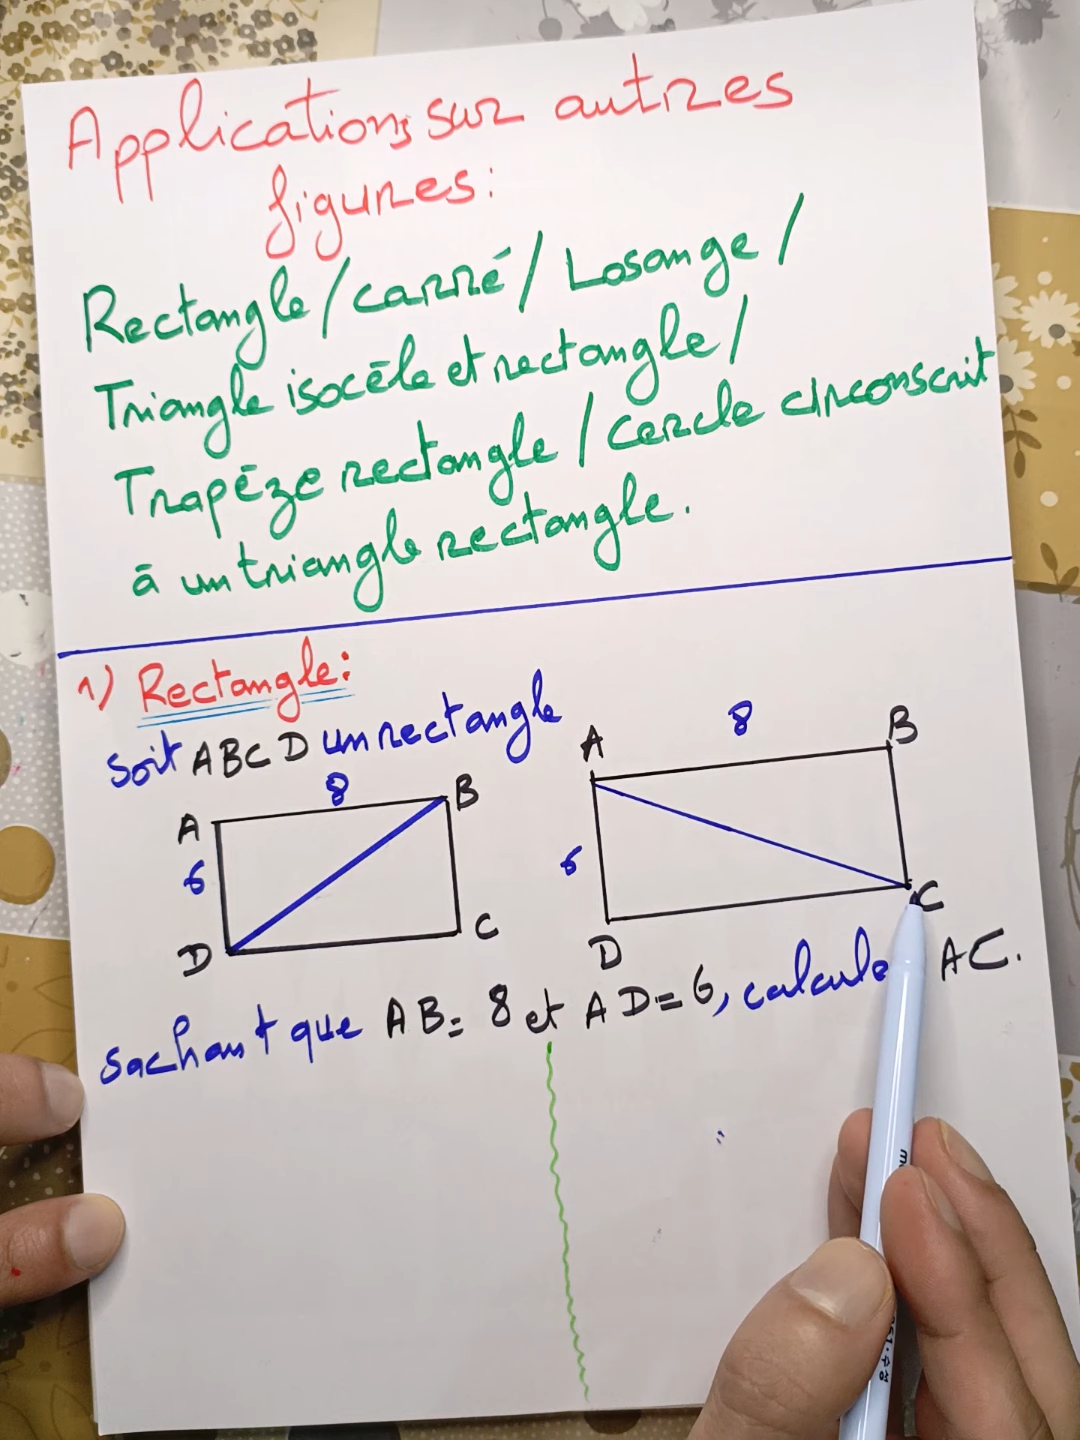 Applications sur autres
figures:
Rectangle/carré/Losange/
Triangle isocèle et rectangle/
Trapèze rectangle/cercle circonscrit
à un triangle rectangle.
1) Rectangle:
soit ABCD un rectangle
8
A
B
6
D
C
8
A
B
6
D
C
sachant que AB= 8 et AD=6, calcule AC.